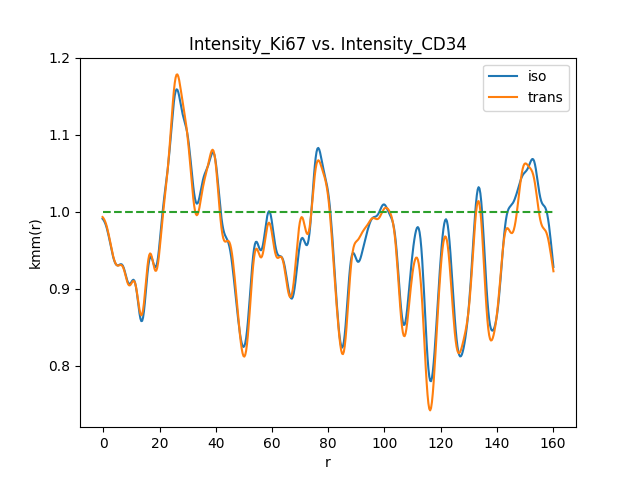 Intensity_Ki67 vs. Intensity_CD34
iso
trans
kmm(r)
1.2
1.1
1.0
0.9
0.8
0 20 40 60 80 100 120 140 160
r